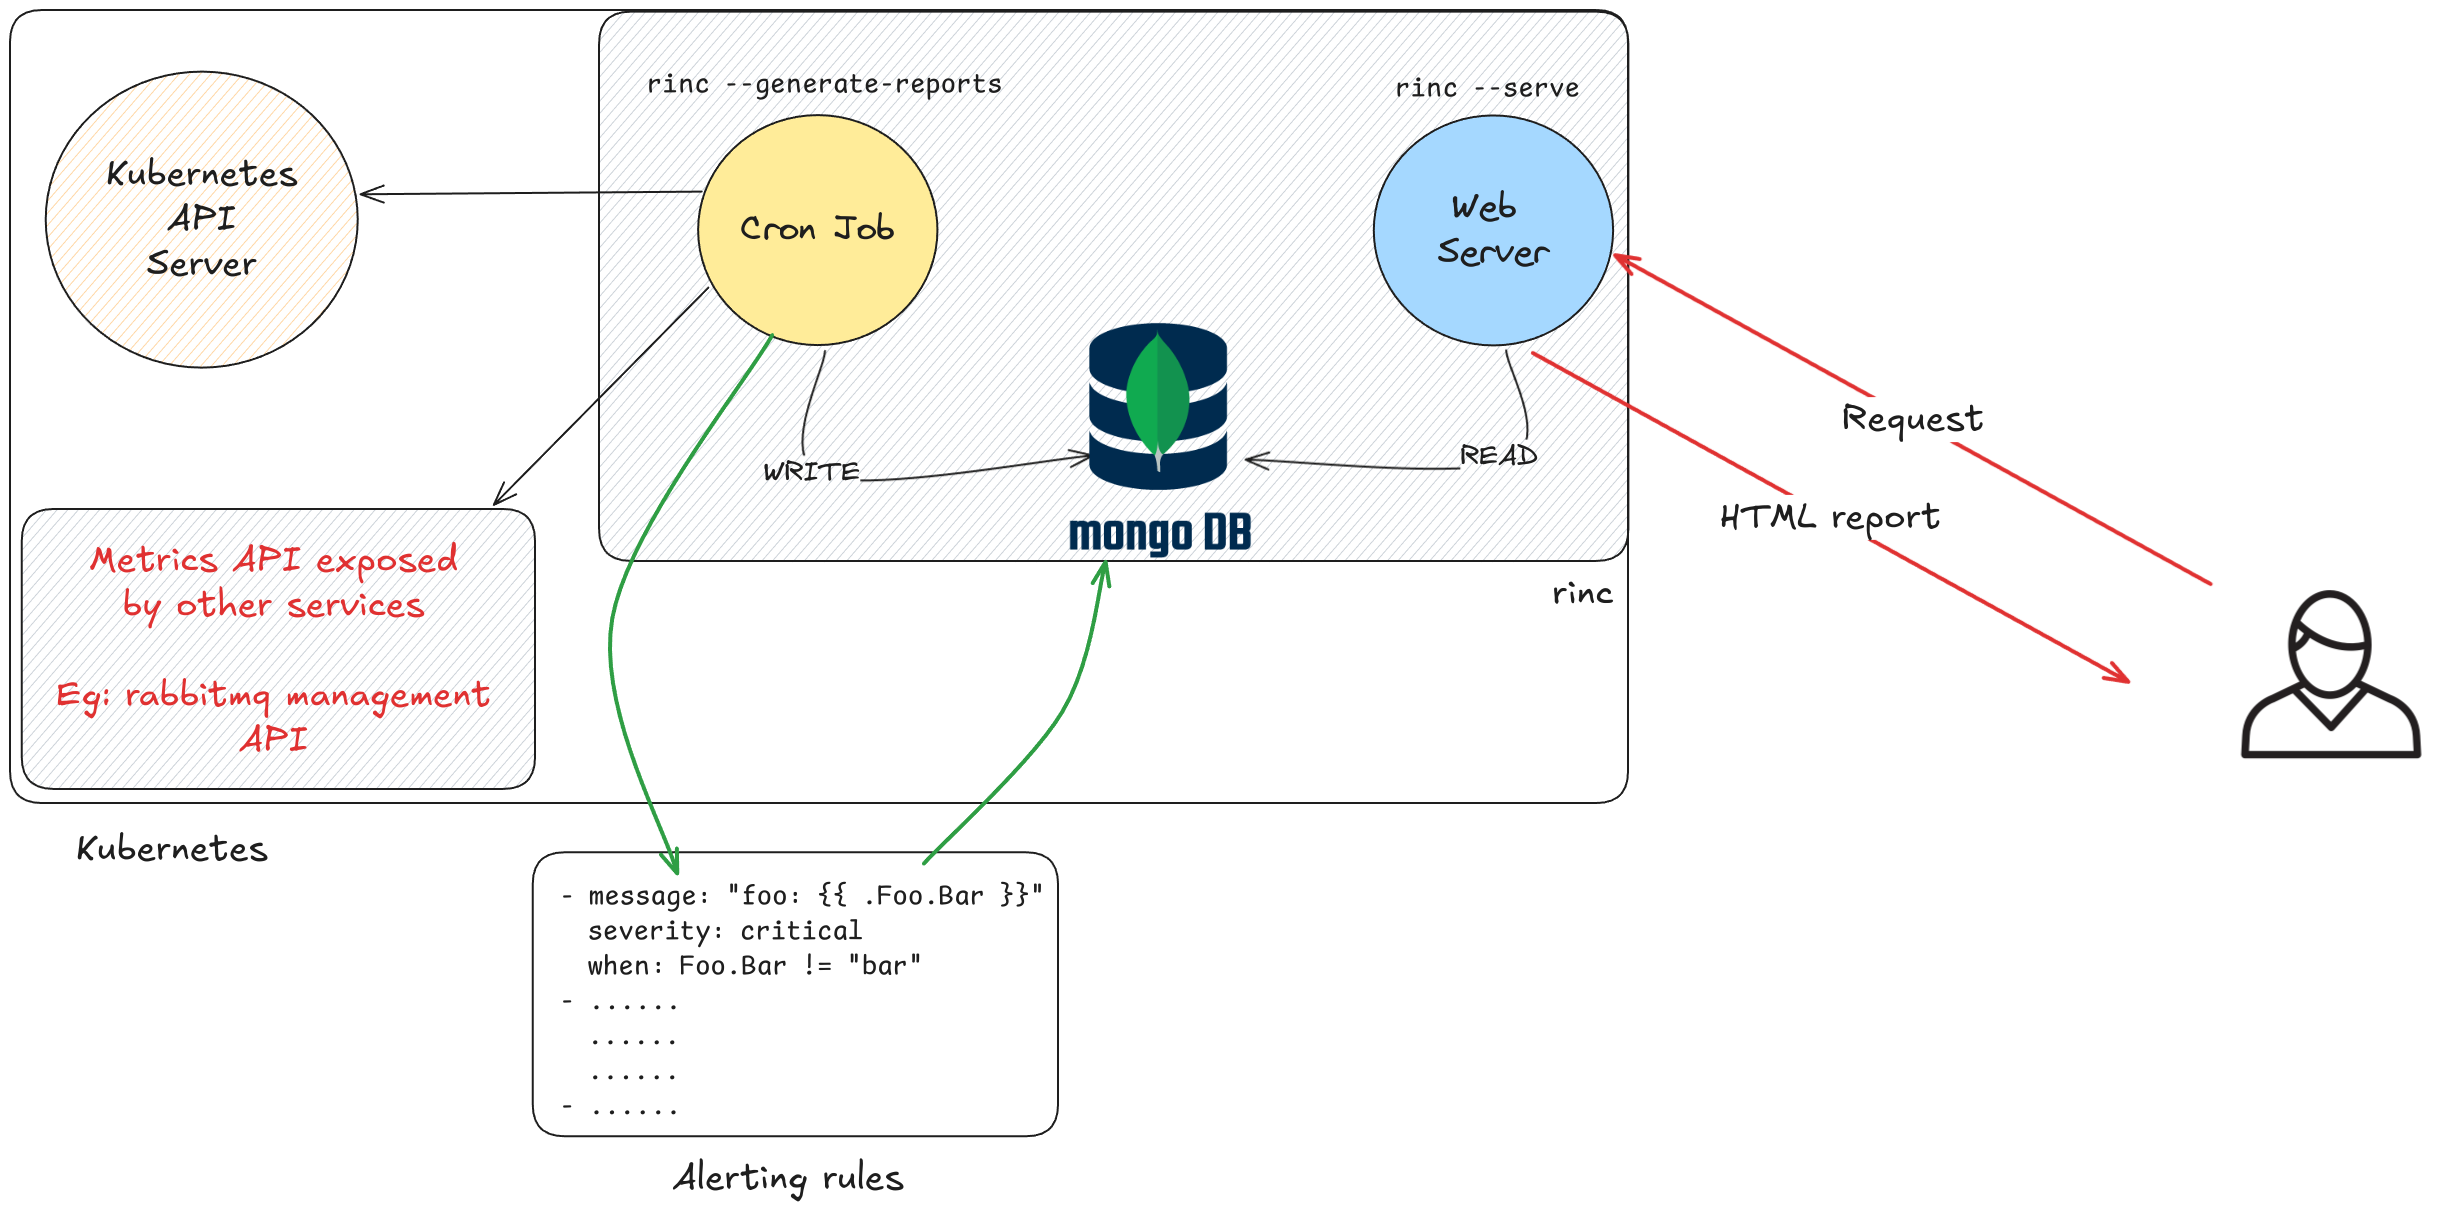 rinc --generate-reports
rinc --serve
Kubernetes
API
Server
Cron Job
Web
Server
Request
WRITE
READ
HTML report
mongo DB
Metrics API exposed
by other services
Eg: rabbitmq management
API
rinc
Kubernetes
- message: "foo: {{ .Foo.Bar }}"
severity: critical
when: Foo.Bar != "bar"
- ......
......
......
- ......
Alerting rules